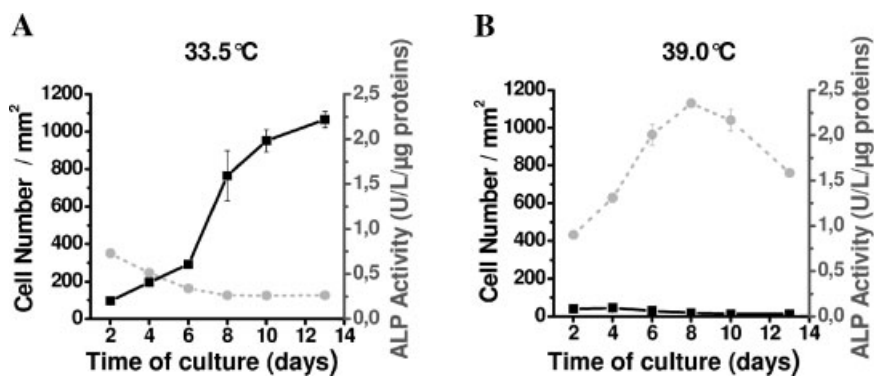 A
33.5°C
1200
1000
800
600
400
200
0
Cell Number / mm²
2,5
2,0
1,5
1,0
0,5
0,0
ALP Activity (U/L/µg proteins)
2 4 6 8 10 12 14
Time of culture (days)
B
39.0°C
1200
1000
800
600
400
200
0
Cell Number / mm²
2,5
2,0
1,5
1,0
0,5
0,0
ALP Activity (U/L/µg proteins)
2 4 6 8 10 12 14
Time of culture (days)